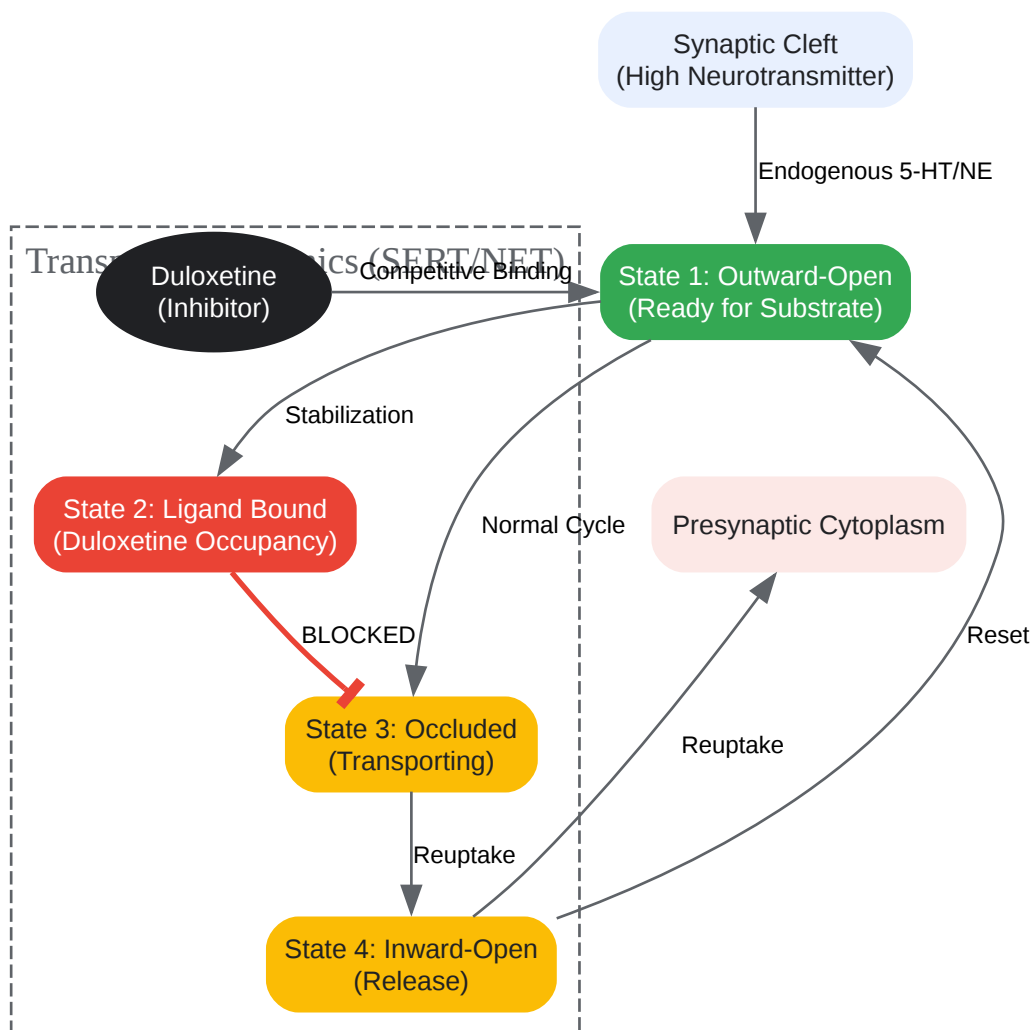 Synaptic Cleft
(High Neurotransmitter)
Endogenous 5-HT/NE
(SERT/NET)
Duloxetine
(Inhibitor)
Competitive Binding
State 1: Outward-Open
(Ready for Substrate)
Stabilization
State 2: Ligand Bound
(Duloxetine Occupancy)
Normal Cycle
Presynaptic Cytoplasm
BLOCKED
Reset
State 3: Occluded
(Transporting)
Reuptake
Reuptake
State 4: Inward-Open
(Release)